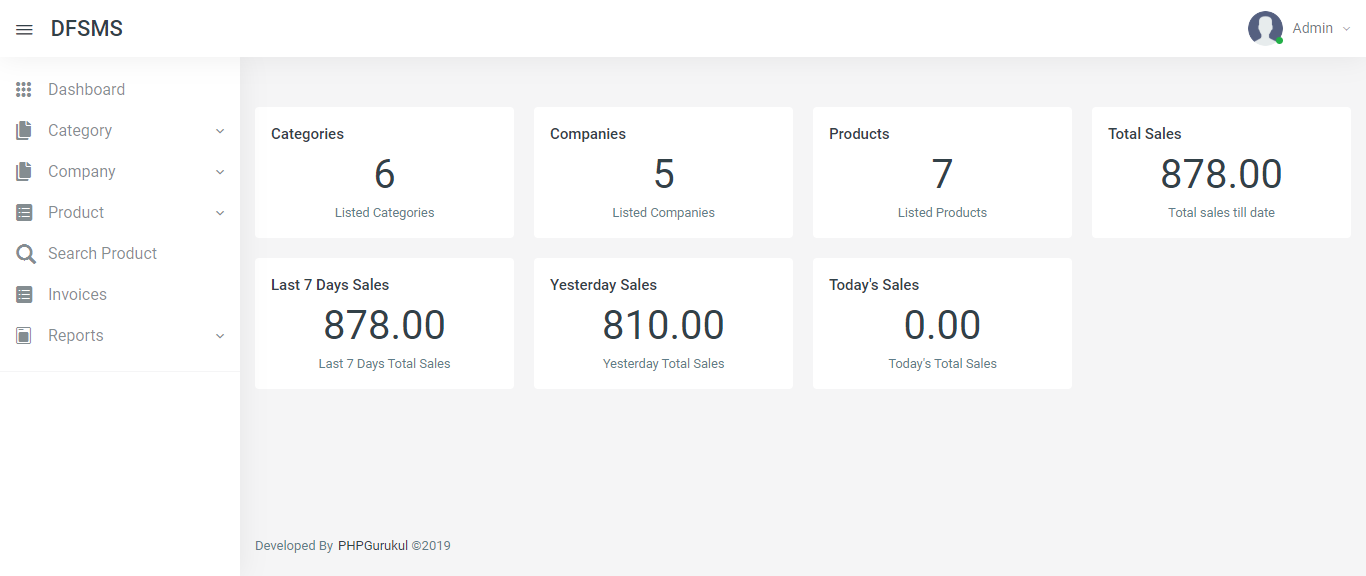 DFSMS
Admin
Dashboard
Category
Company
Product
Search Product
Invoices
Reports
Categories
6
Listed Categories
Companies
5
Listed Companies
Products
7
Listed Products
Total Sales
878.00
Total sales till date
Last 7 Days Sales
878.00
Last 7 Days Total Sales
Yesterday Sales
810.00
Yesterday Total Sales
Today's Sales
0.00
Today's Total Sales
Developed By PHPGurukul ©2019